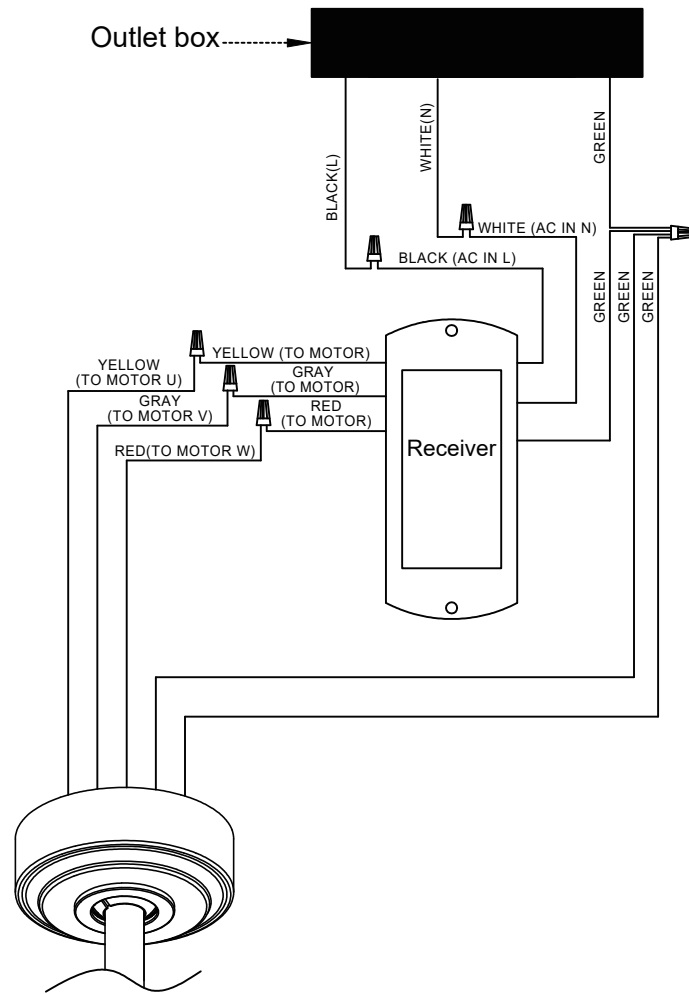 Outlet box
BLACK(L)
WHITE(N)
GREEN
WHITE (AC IN N)
BLACK (AC IN L)
GREEN
GREEN
GREEN
YELLOW (TO MOTOR)
YELLOW
(TO MOTOR U)
GRAY
(TO MOTOR)
GRAY
(TO MOTOR V)
RED
(TO MOTOR)
RED(TO MOTOR W)
Receiver